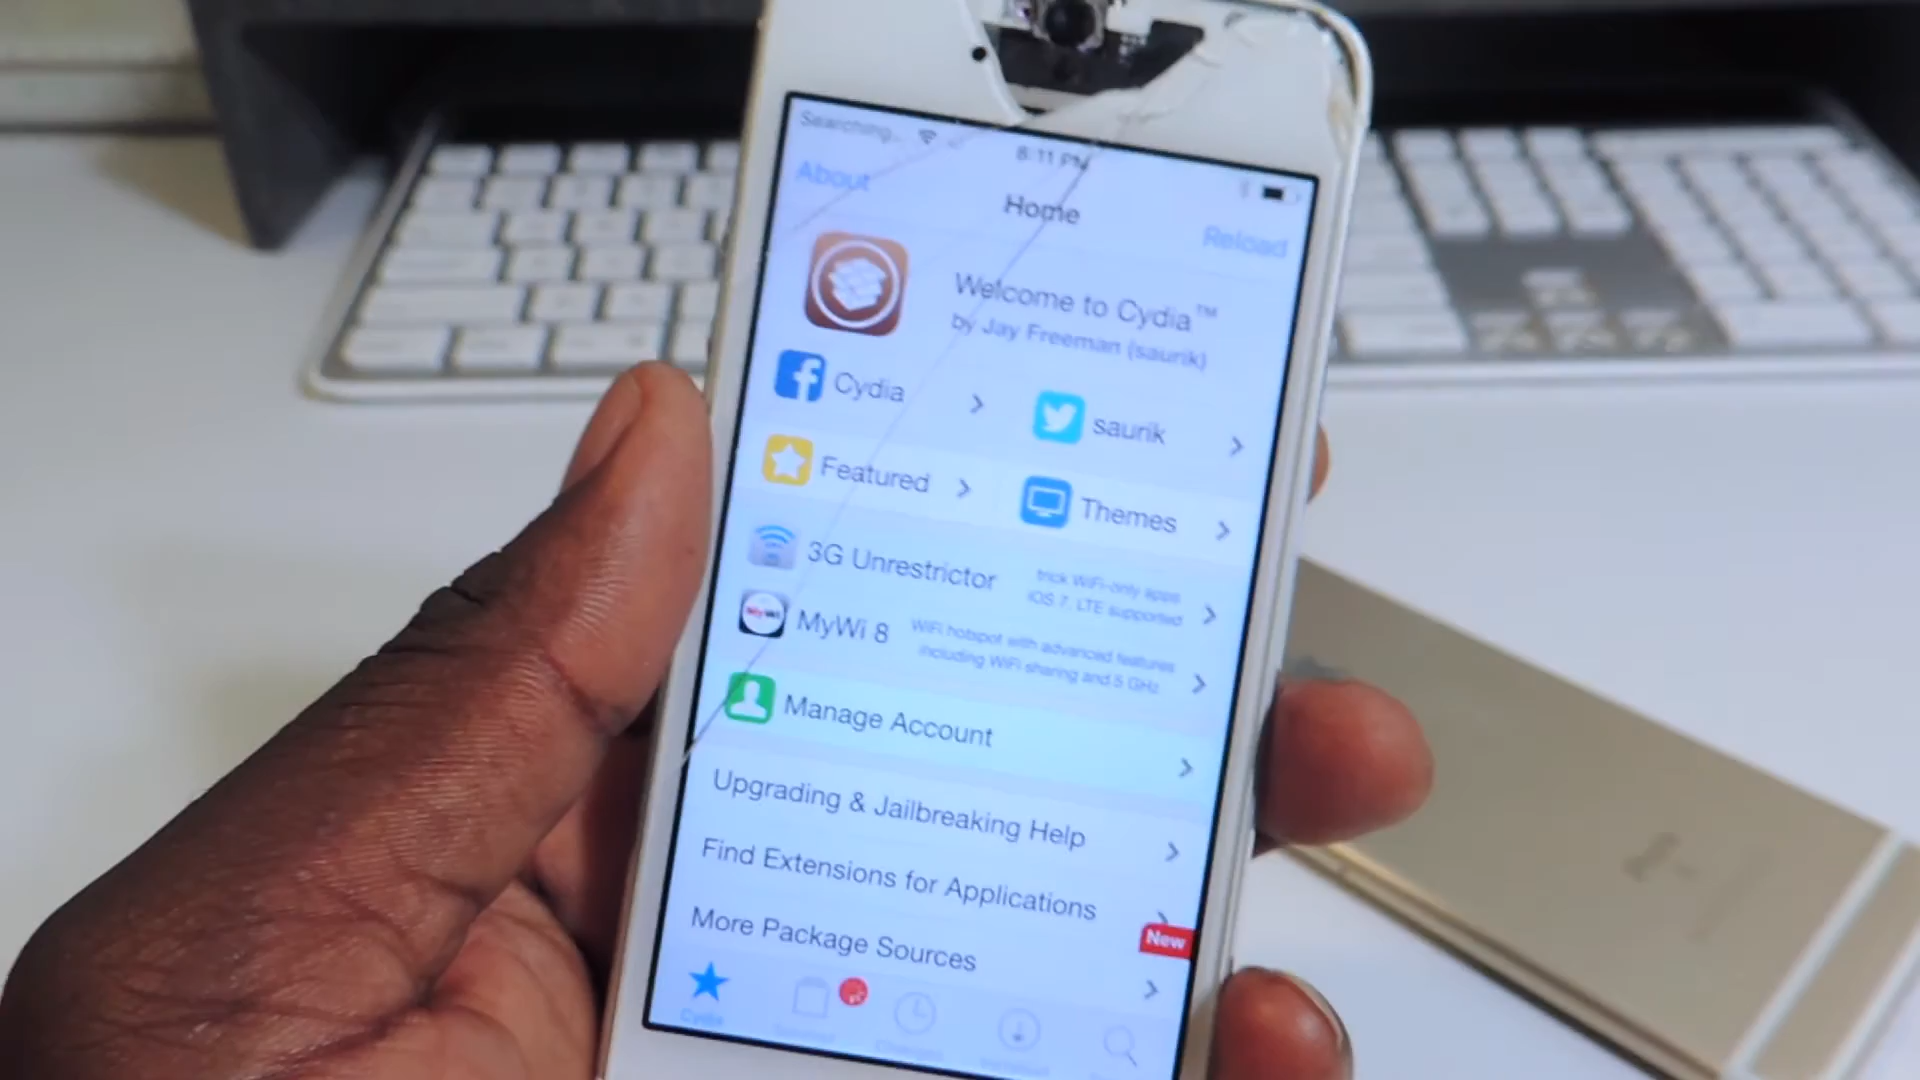 Searching...
8:11 PM
About
Home
Reload
Welcome to Cydia™
by Jay Freeman (saurik)
Cydia
saurik
Featured
Themes
3G Unrestrictor
trick WiFi-only apps
iOS 7, LTE supported
MyWi 8
WiFi hotspot with advanced features
including WiFi sharing and 5 GHz
Manage Account
Upgrading & Jailbreaking Help
Find Extensions for Applications
More Package Sources
New
Cydia
Changes